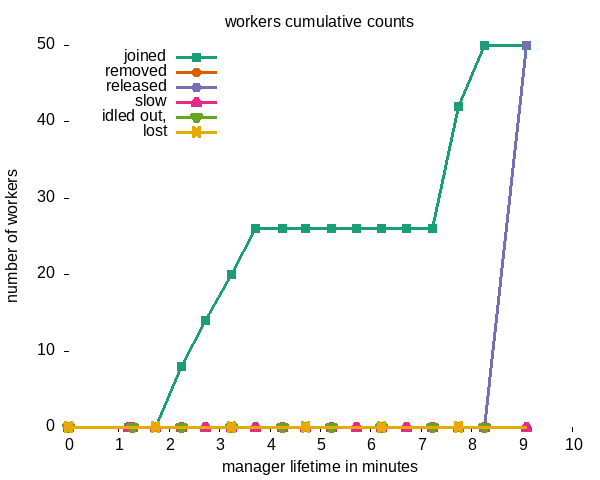 workers cumulative counts
joined
removed
released
slow
idled out,
lost
50
40
30
20
10
0
number of workers
0 1 2 3 4 5 6 7 8 9 10
manager lifetime in minutes